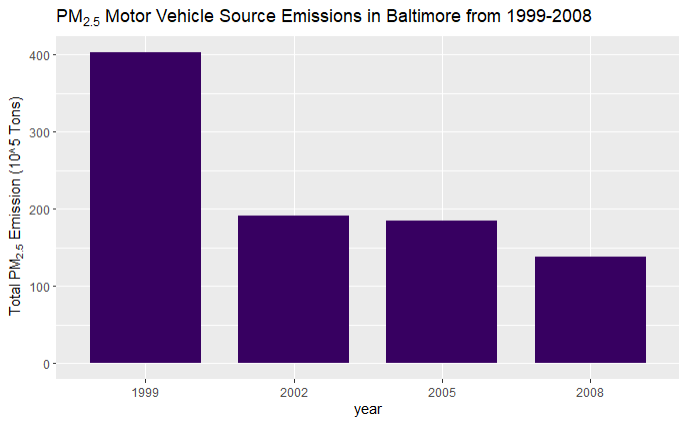 PM2.5 Motor Vehicle Source Emissions in Baltimore from 1999-2008
Total PM2.5 Emission (10^5 Tons)
400
300
200
100
0
1999 2002 2005 2008
year